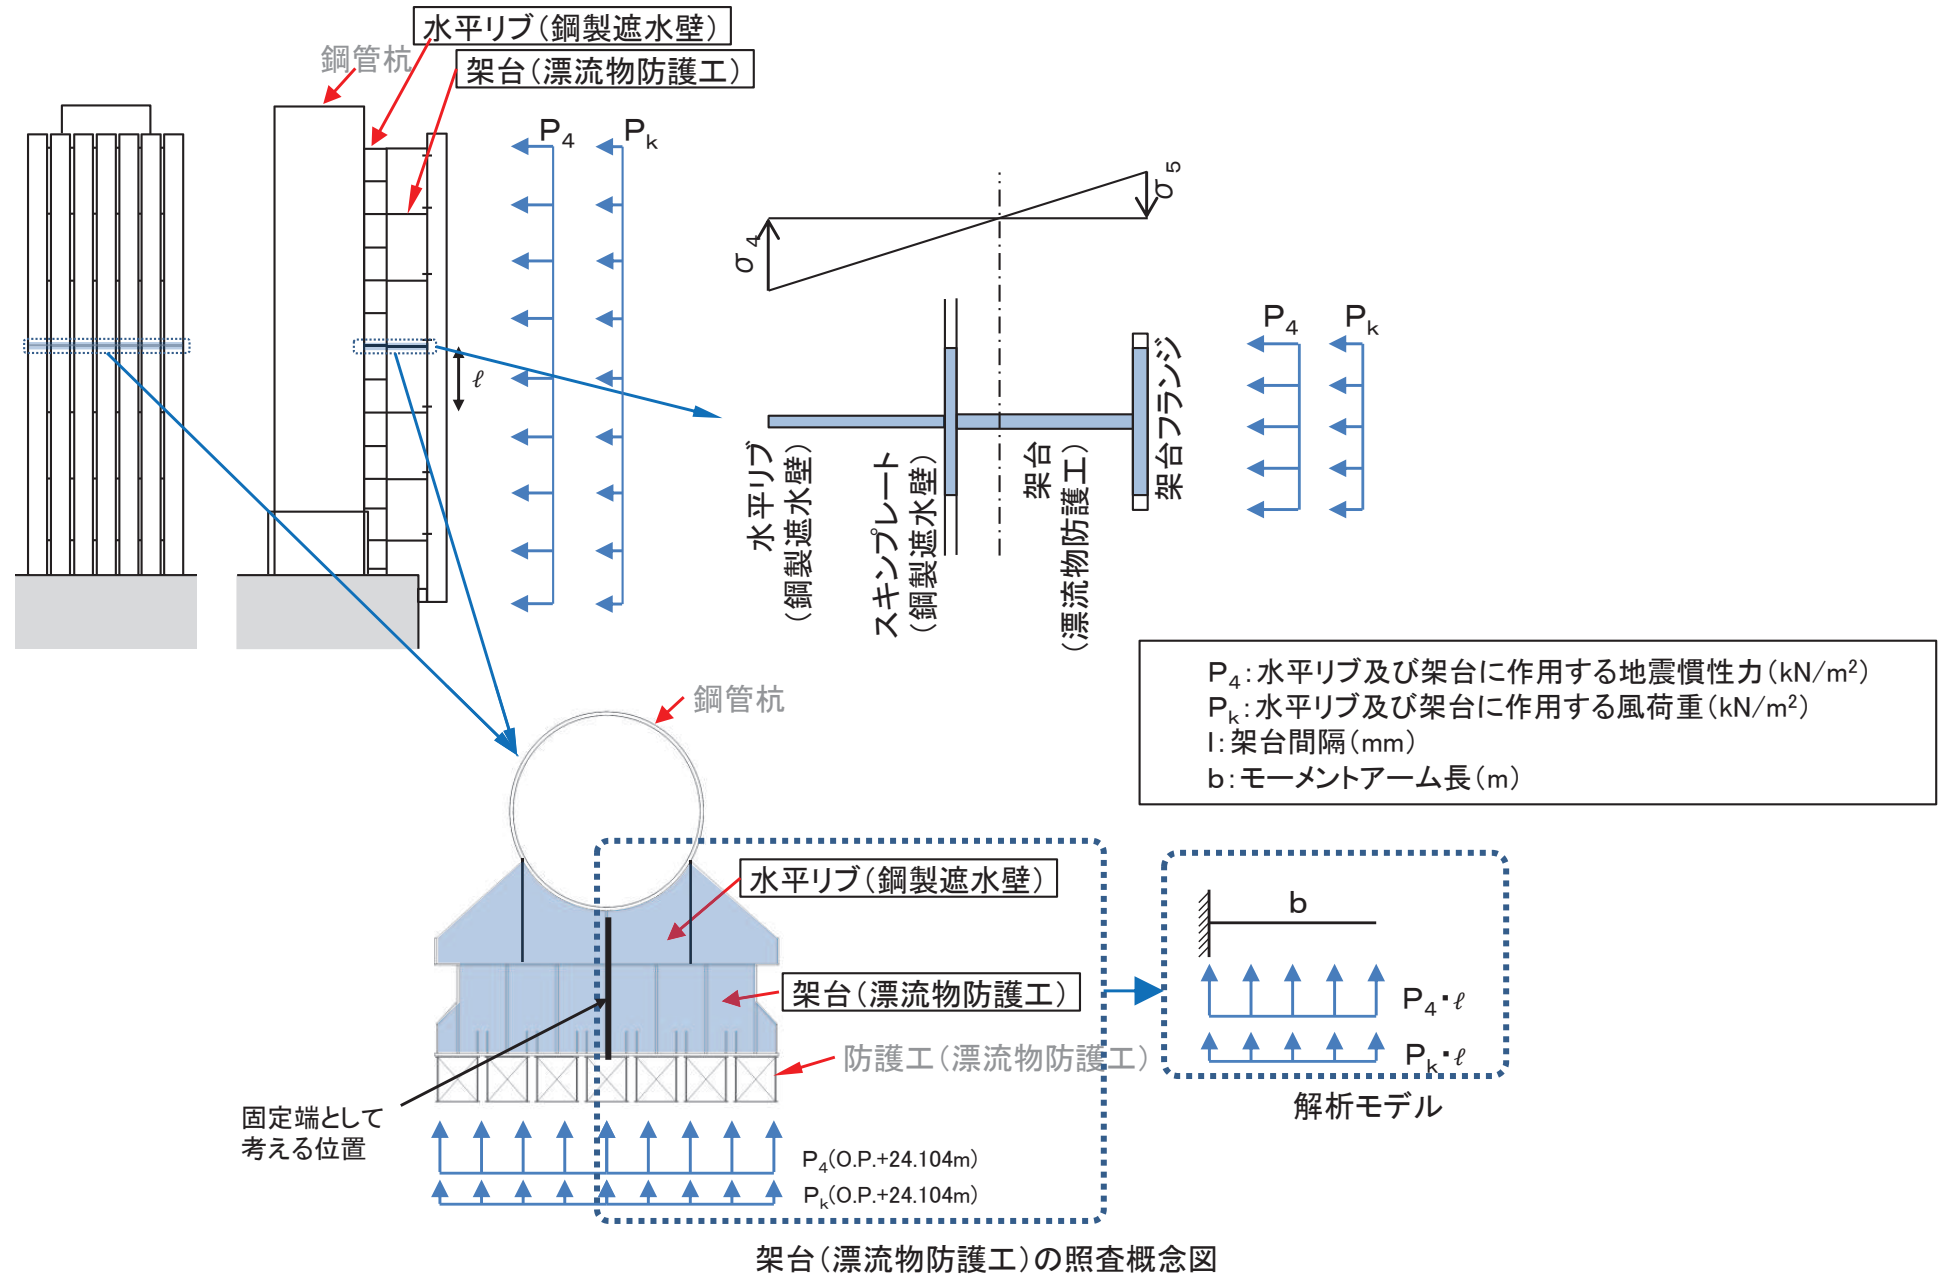 水平リブ(鋼製遮水壁)
鋼管杭
架台(漂流物防護工)
P4
Pk
ℓ
σ4
σ5
P4
Pk
水平リブ
(鋼製遮水壁)
スキンプレート
(鋼製遮水壁)
架台
(漂流物防護工)
架台フランジ
P4:水平リブ及び架台に作用する地震慣性力(kN/m²)
Pk:水平リブ及び架台に作用する風荷重(kN/m²)
l:架台間隔(mm)
b:モーメントアーム長(m)
鋼管杭
水平リブ(鋼製遮水壁)
架台(漂流物防護工)
防護工(漂流物防護工)
固定端として
考える位置
P4(O.P.+24.104m)
Pk(O.P.+24.104m)
b
P4・ℓ
Pk・ℓ
解析モデル
架台(漂流物防護工)の照査概念図